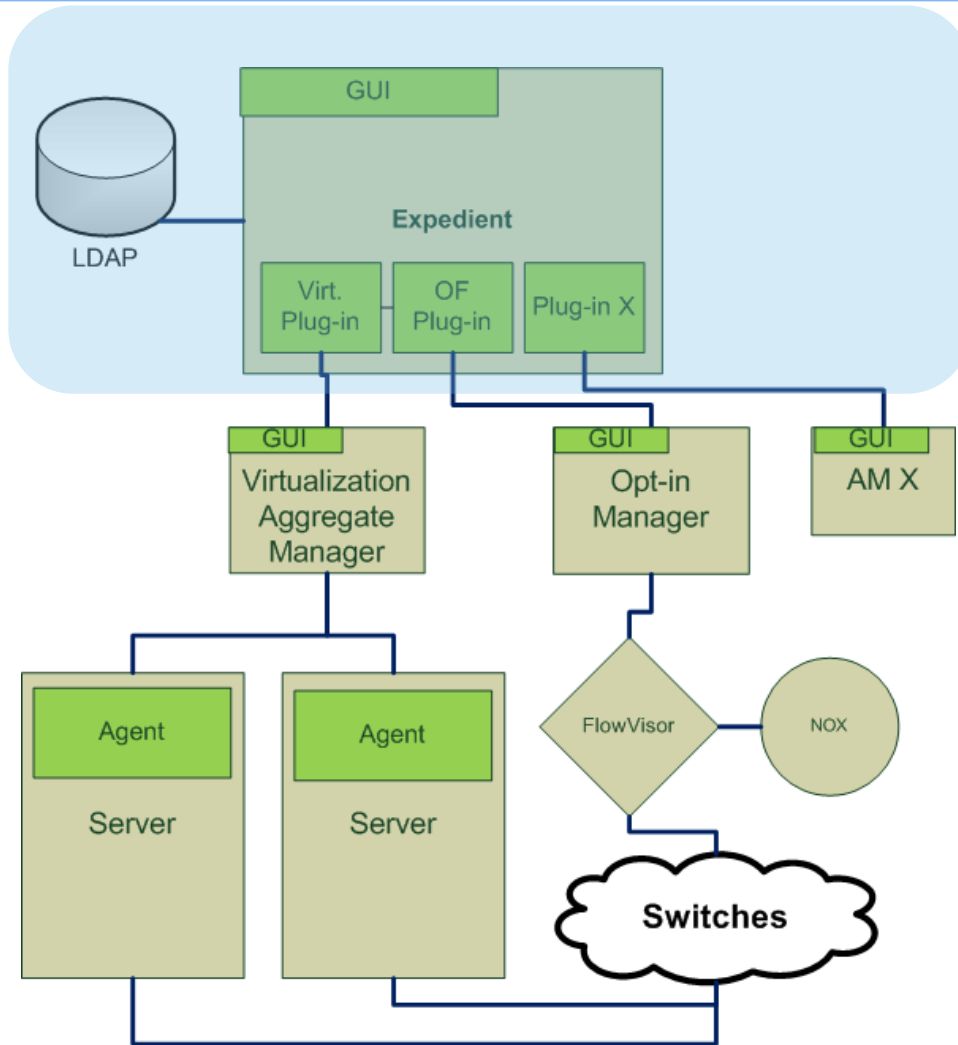 GUI
LDAP
Expedient
Virt.
Plug-in
OF
Plug-in
Plug-in X
GUI
Virtualization
Aggregate
Manager
GUI
Opt-in
Manager
GUI
AM X
Agent
Server
Agent
Server
FlowVisor
NOX
Switches